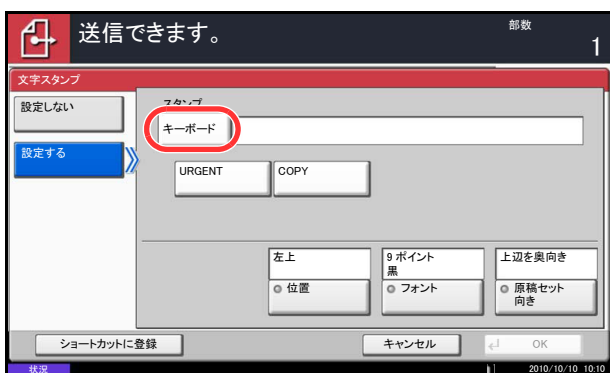 送信できます。
部数
1
文字スタンプ
設定しない
スタンプ
キーボード
設定する
URGENT
COPY
左上
9 ポイント
黒
上辺を奥向き
位置
フォント
原稿セット
向き
ショートカットに登録
キャンセル
OK
状況
2010/10/10 10:10